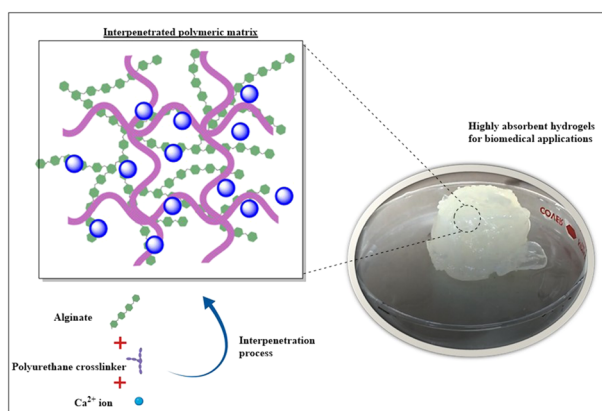 Interpenetrated polymeric matrix
Highly absorbent hydrogels
for biomedical applications
Alginate
+
Polyurethane crosslinker
+
Ca²⁺ ion
Interpenetration
process